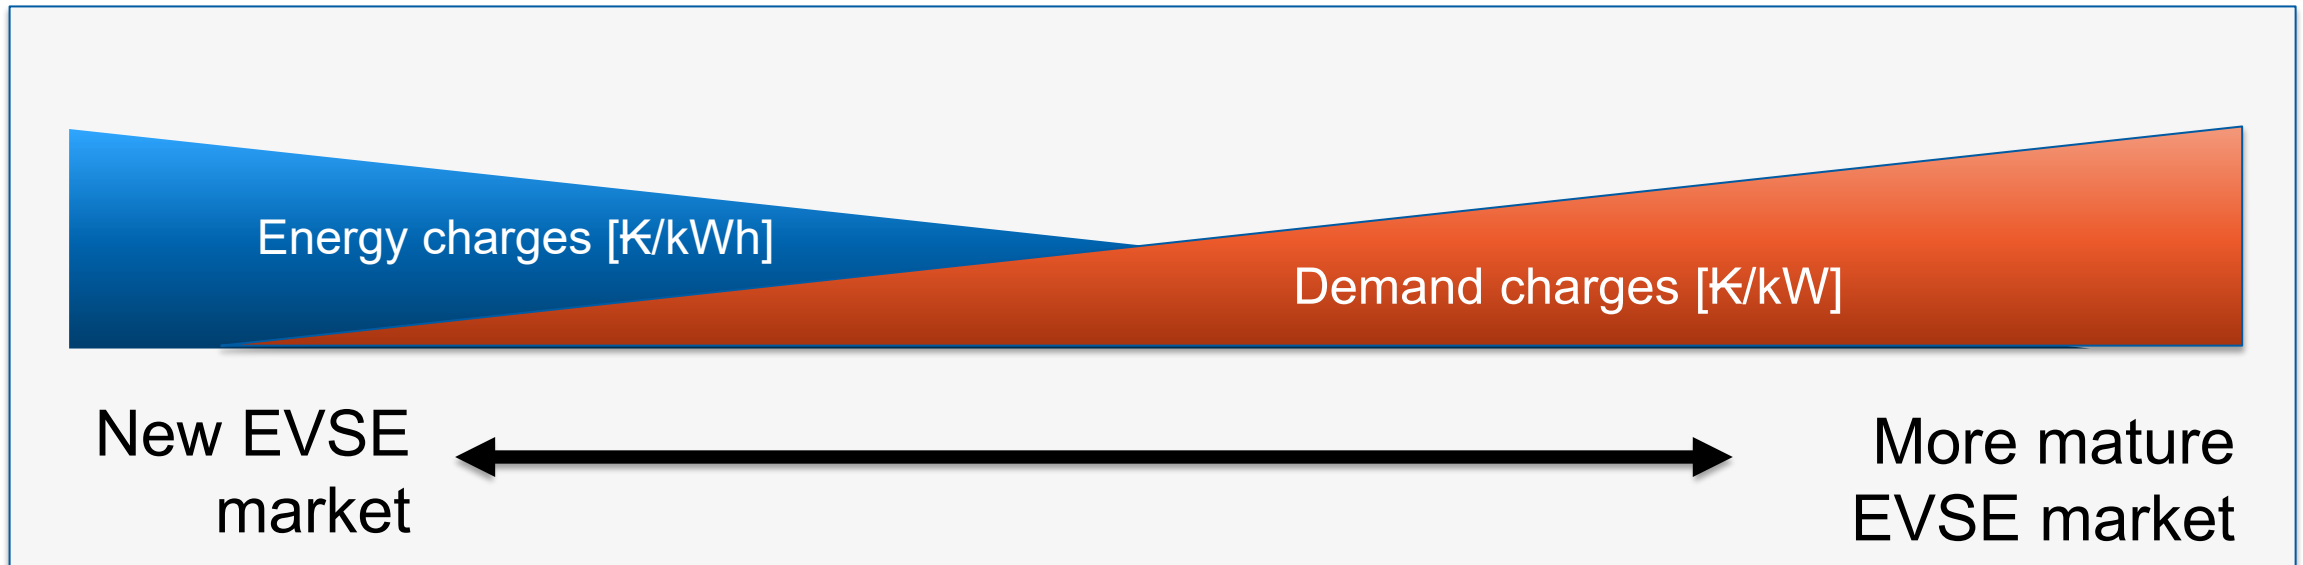 Energy charges [₭/kWh]
Demand charges [₭/kW]
New EVSE
market
More mature
EVSE market